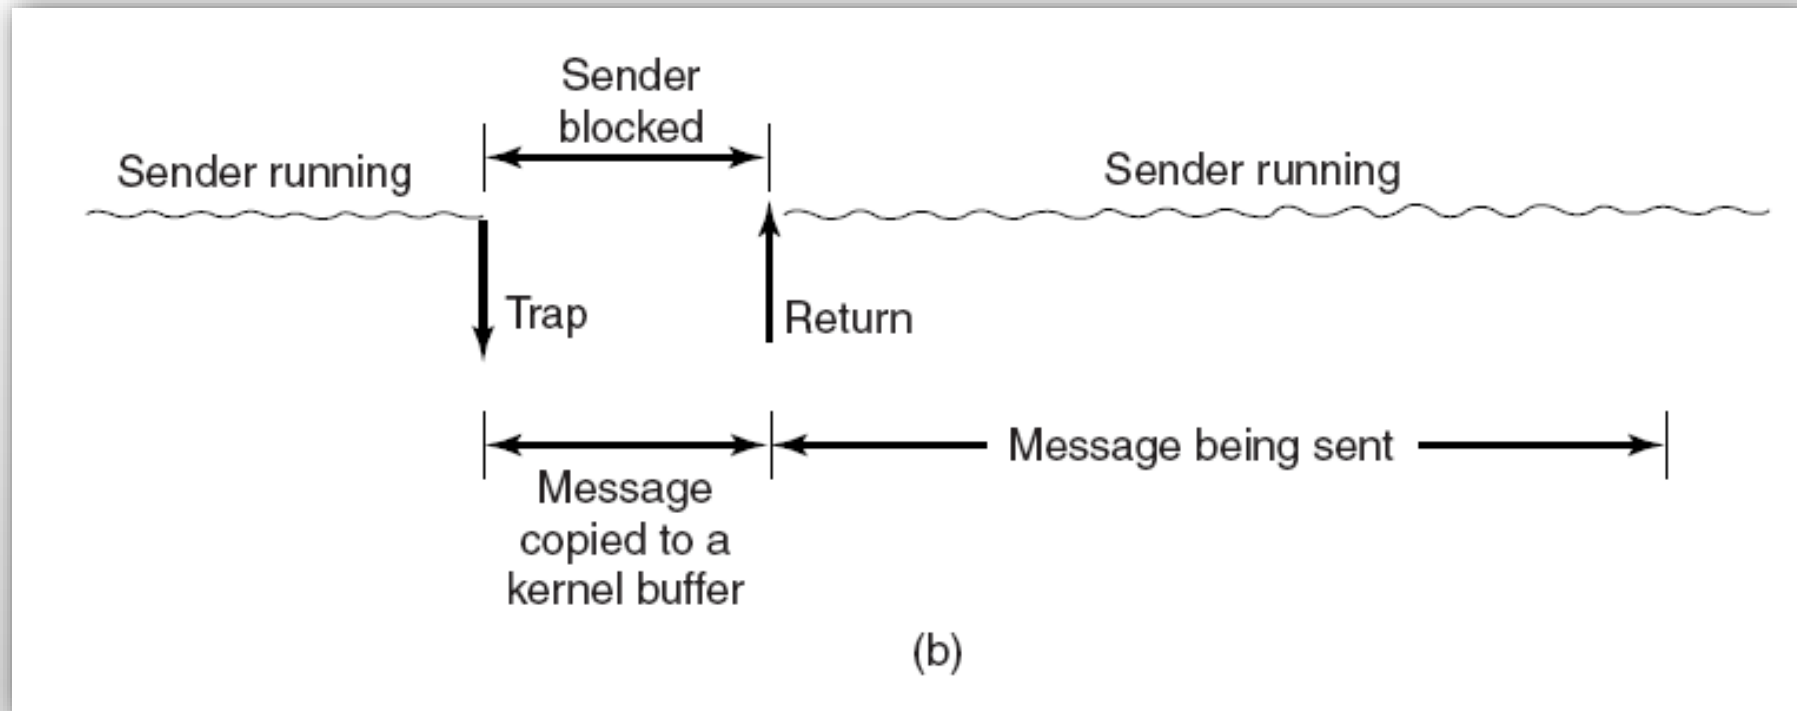 Sender
blocked
Sender running
Sender running
Trap
Return
Message being sent
Message
copied to a
kernel buffer
(b)